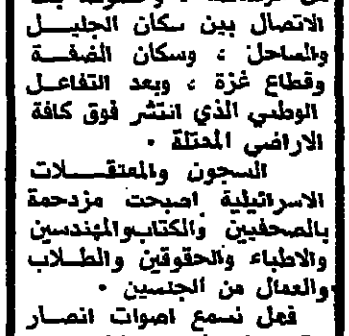 الاتصال بين سكان الجليل
والساحل ، وسكان الضفة
وقطاع غزة ، وبعد التفاعل
الوطني الذي انتشر فوق كافة
الاراضي المحتلة .
السجون والمعتقلات
الاسرائيلية اصبحت مزدحمة
بالصحفيين والكتاب والمهندسين
والاطباء والحقوقين والطلاب
والعمال من الجنسين .
فهل نسمع اصوات انصار